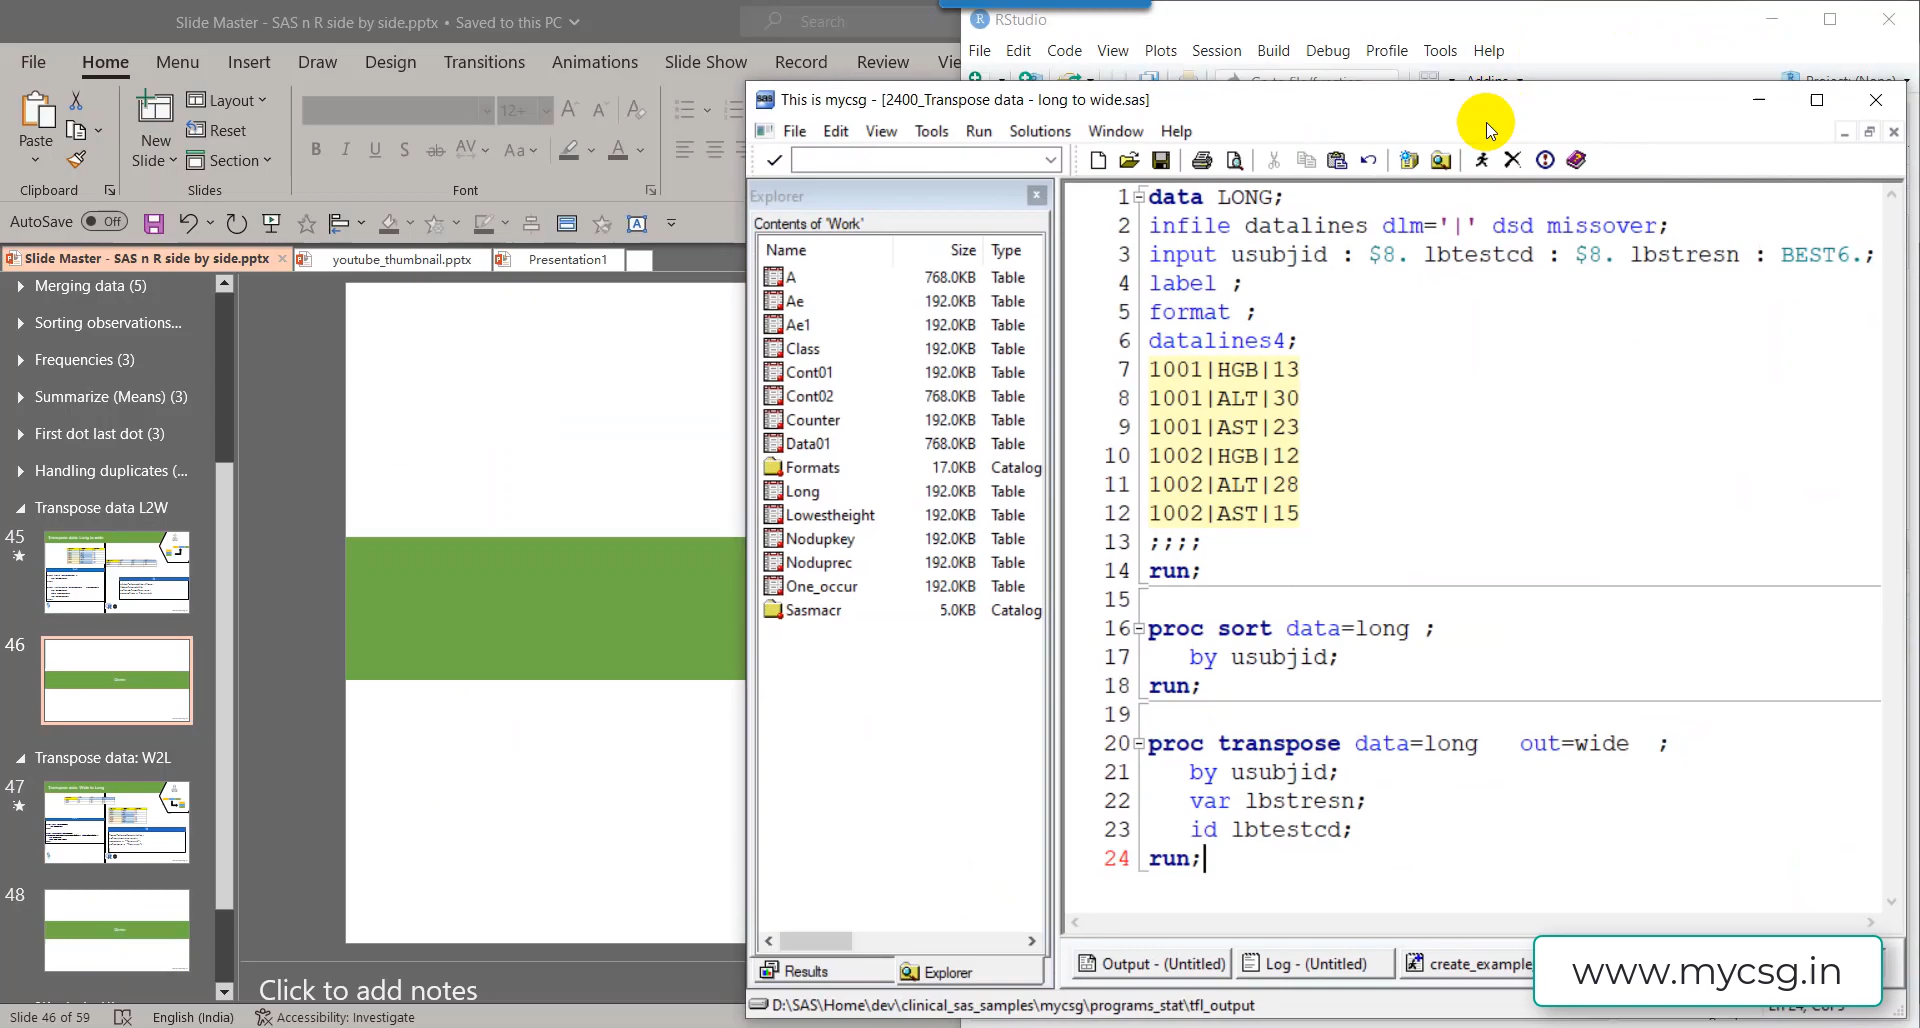 Slide Master - SAS n R side by side.pptx • Saved to this PC
Search
File Home Menu Insert Draw Design Transitions Animations Slide Show Record Review
Paste
New
Slide
Layout
Reset
Section
12+
Clipboard
Slides
Font
AutoSave Off
Slide Master - SAS n R side by side.pptx
youtube_thumbnail.pptx
Presentation1
Merging data (5)
Sorting observations...
Frequencies (3)
Summarize (Means) (3)
First dot last dot (3)
Handling duplicates (...
Transpose data L2W
45
46
Transpose data: W2L
47
48
Click to add notes
Slide 46 of 59
English (India)
Accessibility: Investigate
RStudio
File Edit Code View Plots Session Build Debug Profile Tools Help
This is mycsg - [2400_Transpose data - long to wide.sas]
File Edit View Tools Run Solutions Window Help
Explorer
Contents of 'Work'
Name Size Type
A 768.0KB Table
Ae 192.0KB Table
Ae1 192.0KB Table
Class 192.0KB Table
Cont01 192.0KB Table
Cont02 768.0KB Table
Counter 192.0KB Table
Data01 768.0KB Table
Formats 17.0KB Catalog
Long 192.0KB Table
Lowestheight 192.0KB Table
Nodupkey 192.0KB Table
Noduprec 192.0KB Table
One_occur 192.0KB Table
Sasmacr 5.0KB Catalog
Results
Explorer
1 data LONG;
2 infile datalines dlm='|' dsd missover;
3 input usubjid : $8. lbtestcd : $8. lbstresn : BEST6.;
4 label ;
5 format ;
6 datalines4;
7 1001|HGB|13
8 1001|ALT|30
9 1001|AST|23
10 1002|HGB|12
11 1002|ALT|28
12 1002|AST|15
13 ;;;;
14 run;
15
16 proc sort data=long ;
17 by usubjid;
18 run;
19
20 proc transpose data=long out=wide ;
21 by usubjid;
22 var lbstresn;
23 id lbtestcd;
24 run;
Output - (Untitled)
Log - (Untitled)
create_example
www.mycsg.in
D:\SAS\Home\dev\clinical_sas_samples\mycsg\programs_stat\tfl_output